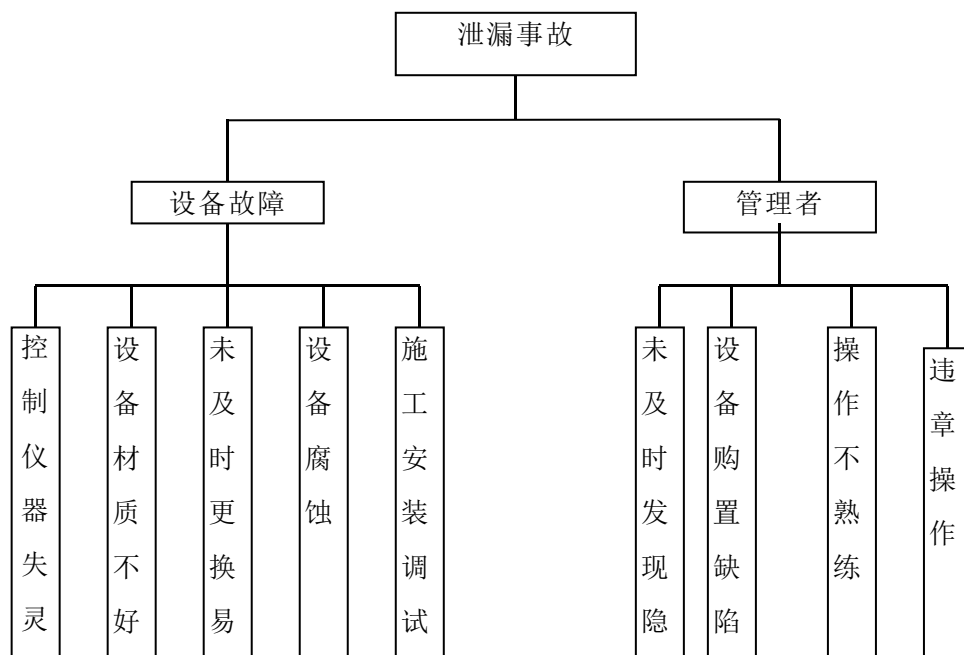 泄漏事故
设备故障
管理者
控制仪器失灵
设备材质不好
未及时更换易
设备腐蚀
施工安装调试
未及时发现隐
设备购置缺陷
操作不熟练
违章操作